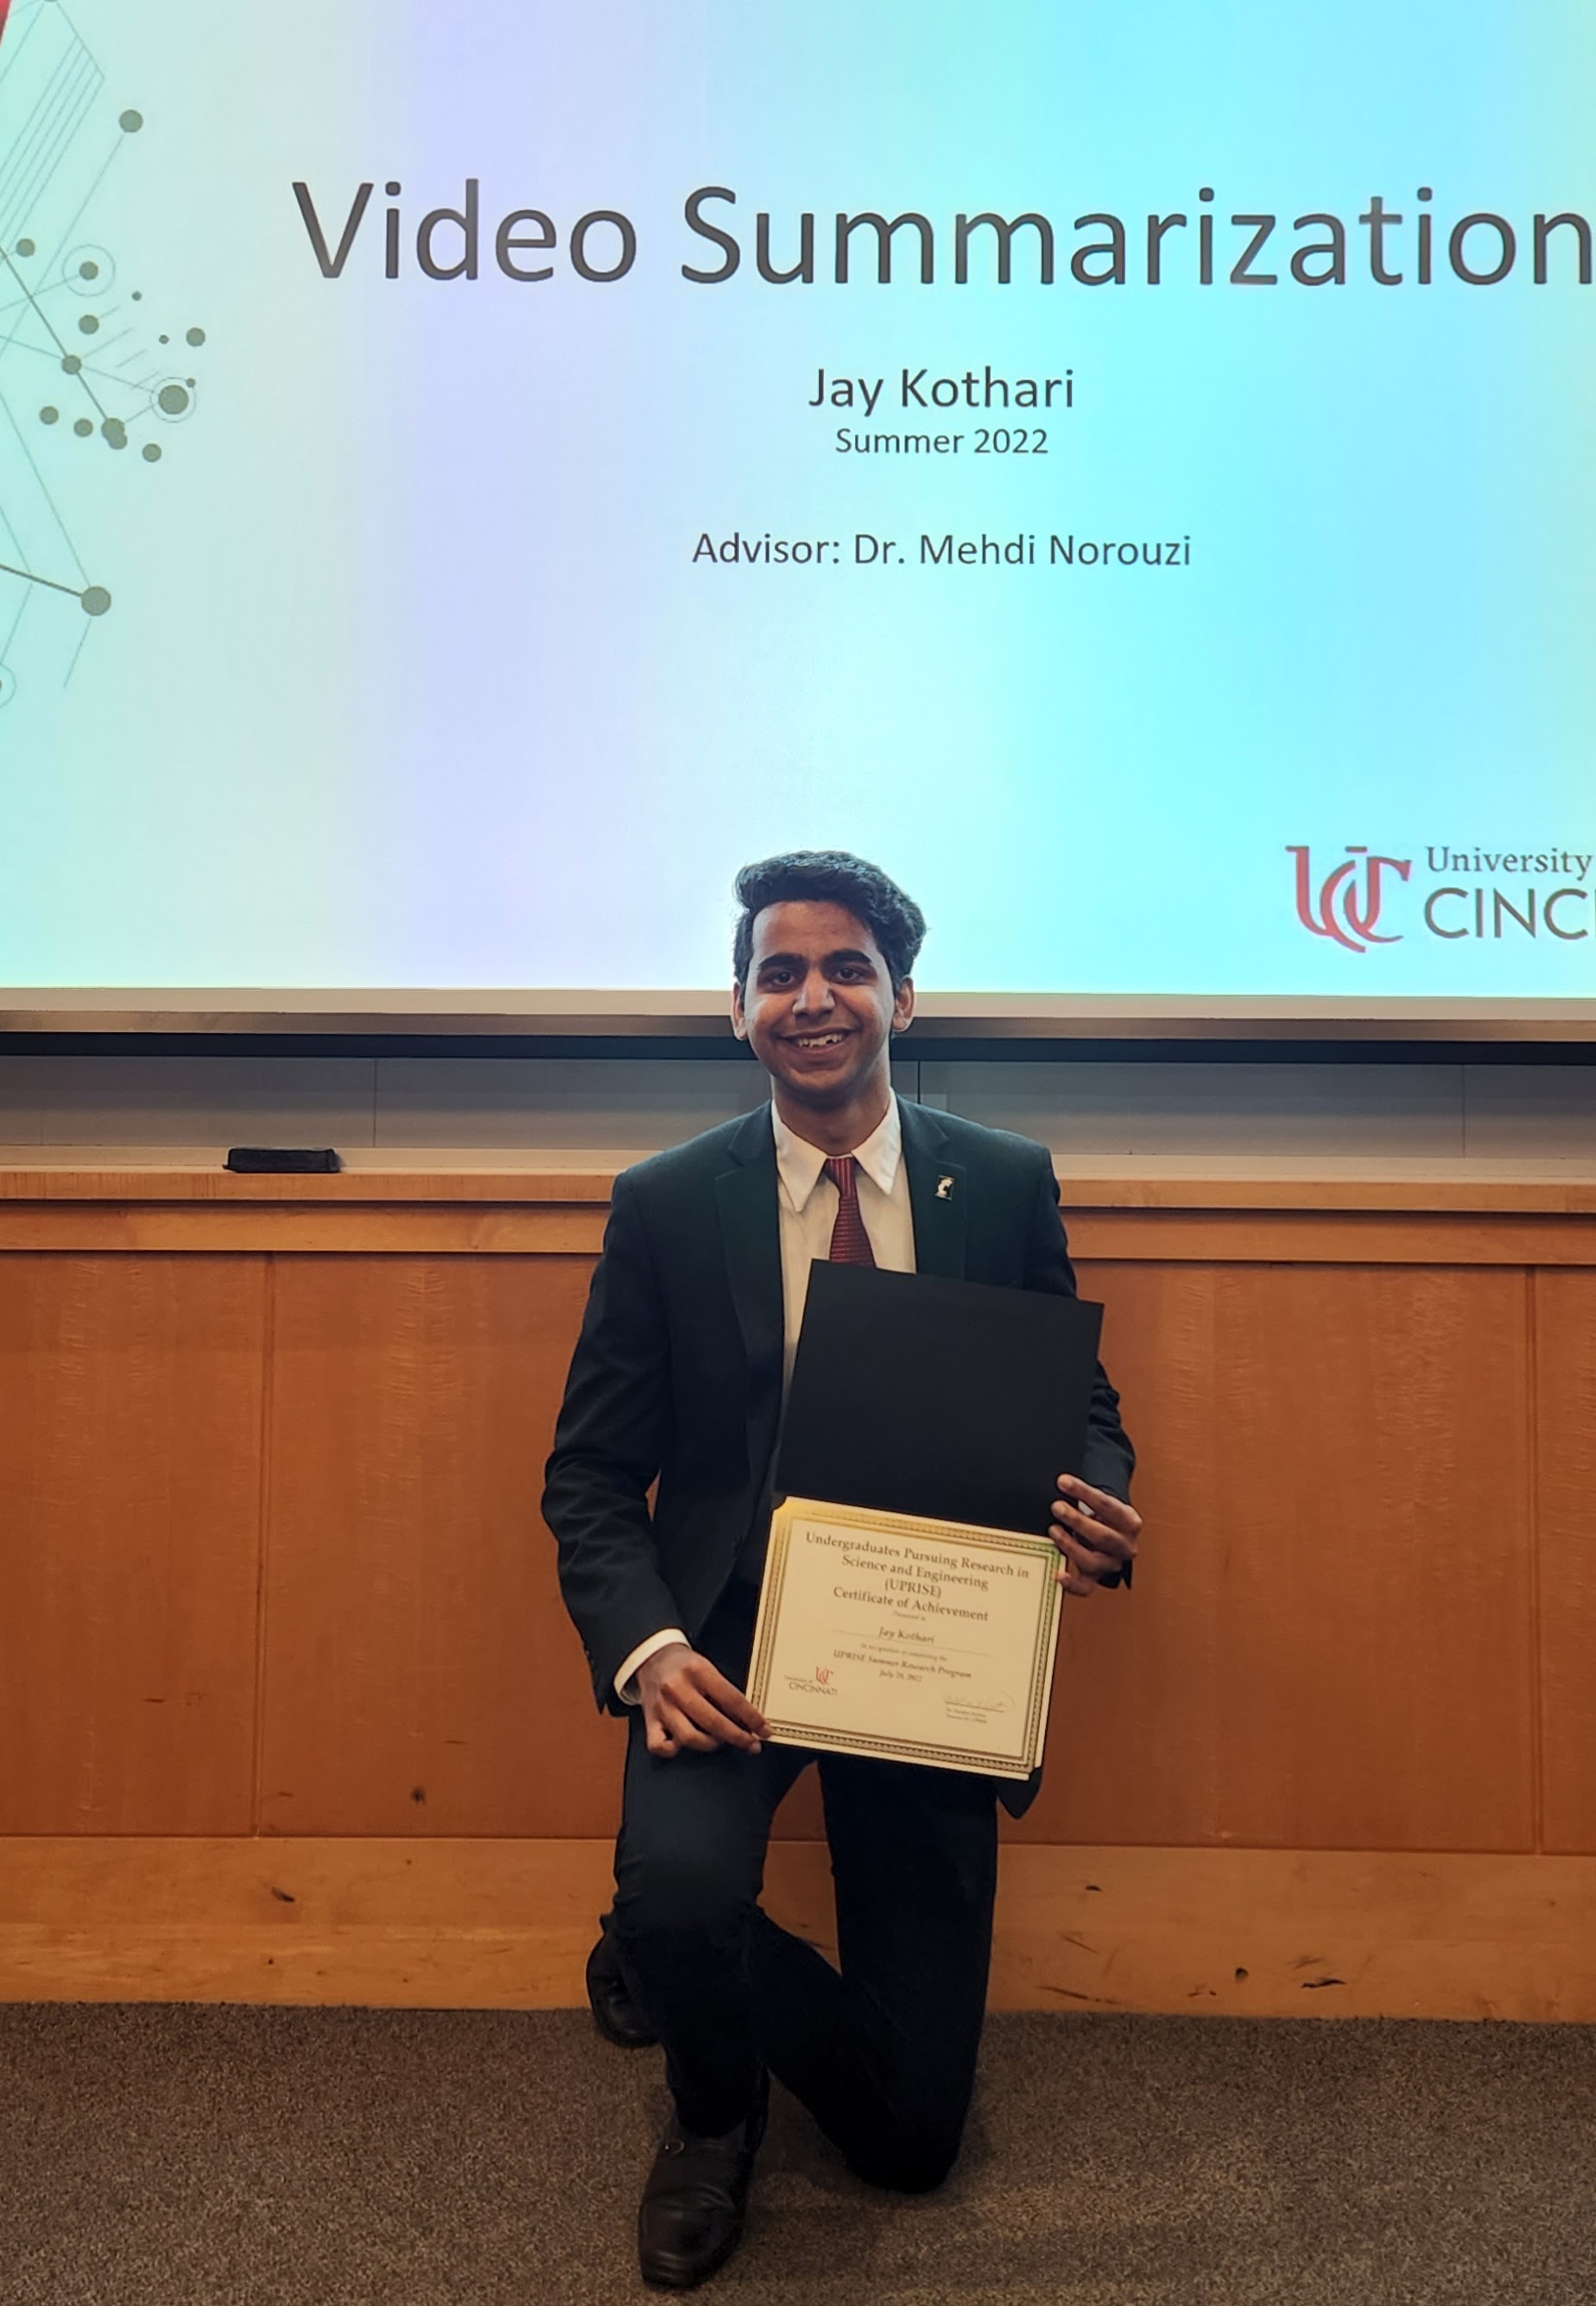 Video Summarization
Jay Kothari
Summer 2022
Advisor: Dr. Mehdi Norouzi
UC University
CINC
Undergraduates Pursuing Research in
Science and Engineering
(UPRISE)
Certificate of Achievement
Presented to
Jay Kothari
In recognition of completing the
UPRISE Summer Research Program
July 28, 2022
UC
CINCINNATI